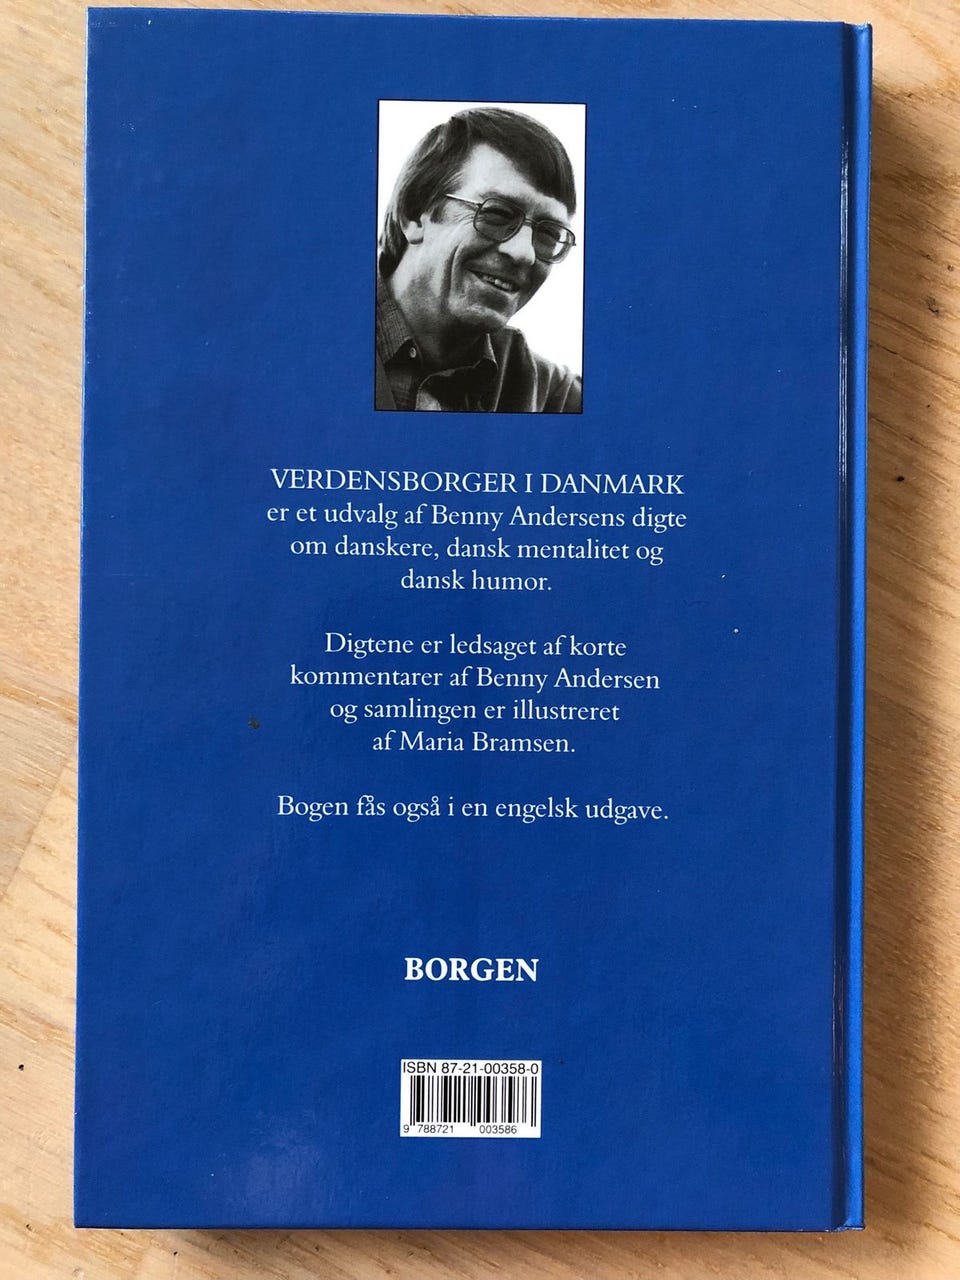 VERDENSBORGER I DANMARK
er et udvalg af Benny Andersens digte
om danskere, dansk mentalitet og
dansk humor.
Digtene er ledsaget af korte
kommentarer af Benny Andersen
og samlingen er illustreret
af Maria Bramsen.
Bogen fås også i en engelsk udgave.
BORGEN
ISBN 87-21-00358-0
9 788721 003586